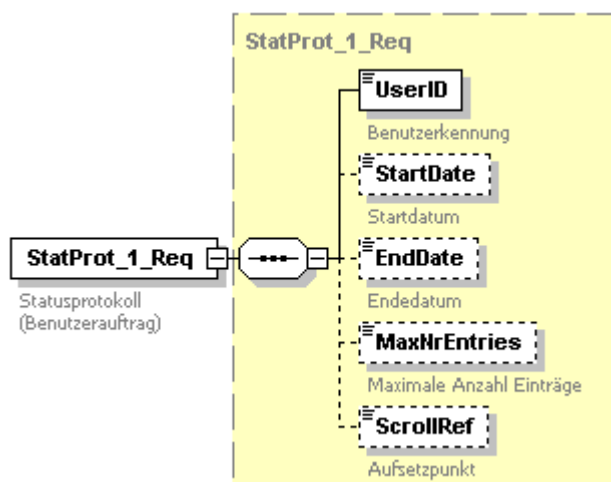 StatProt_1_Req
UserID
Benutzerkennung
StartDate
Startdatum
StatProt_1_Req
EndDate
Statusprotokoll
(Benutzerauftrag)
Endedatum
MaxNrEntries
Maximale Anzahl Einträge
ScrollRef
Aufsetzpunkt